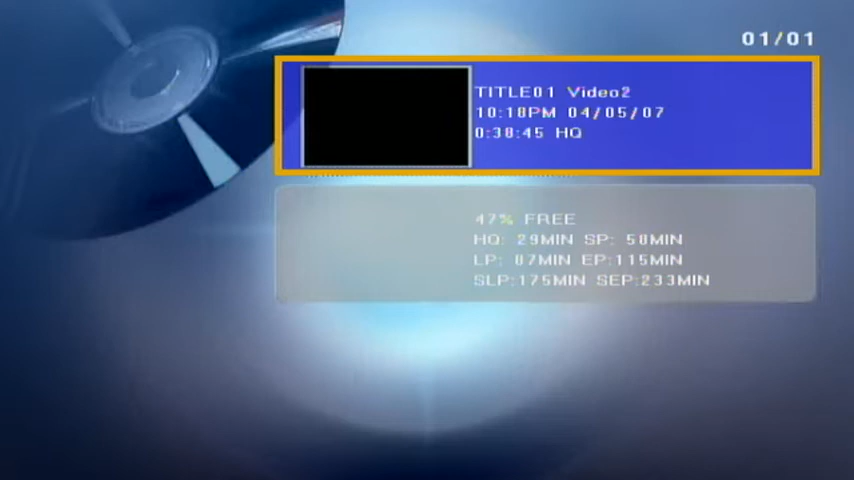 01/01
TITLE01 Video2
10:18PM 04/05/07
0:38:45 HQ
47% FREE
HQ: 29MIN SP: 58MIN
LP: 87MIN EP:115MIN
SLP:175MIN SEP:233MIN